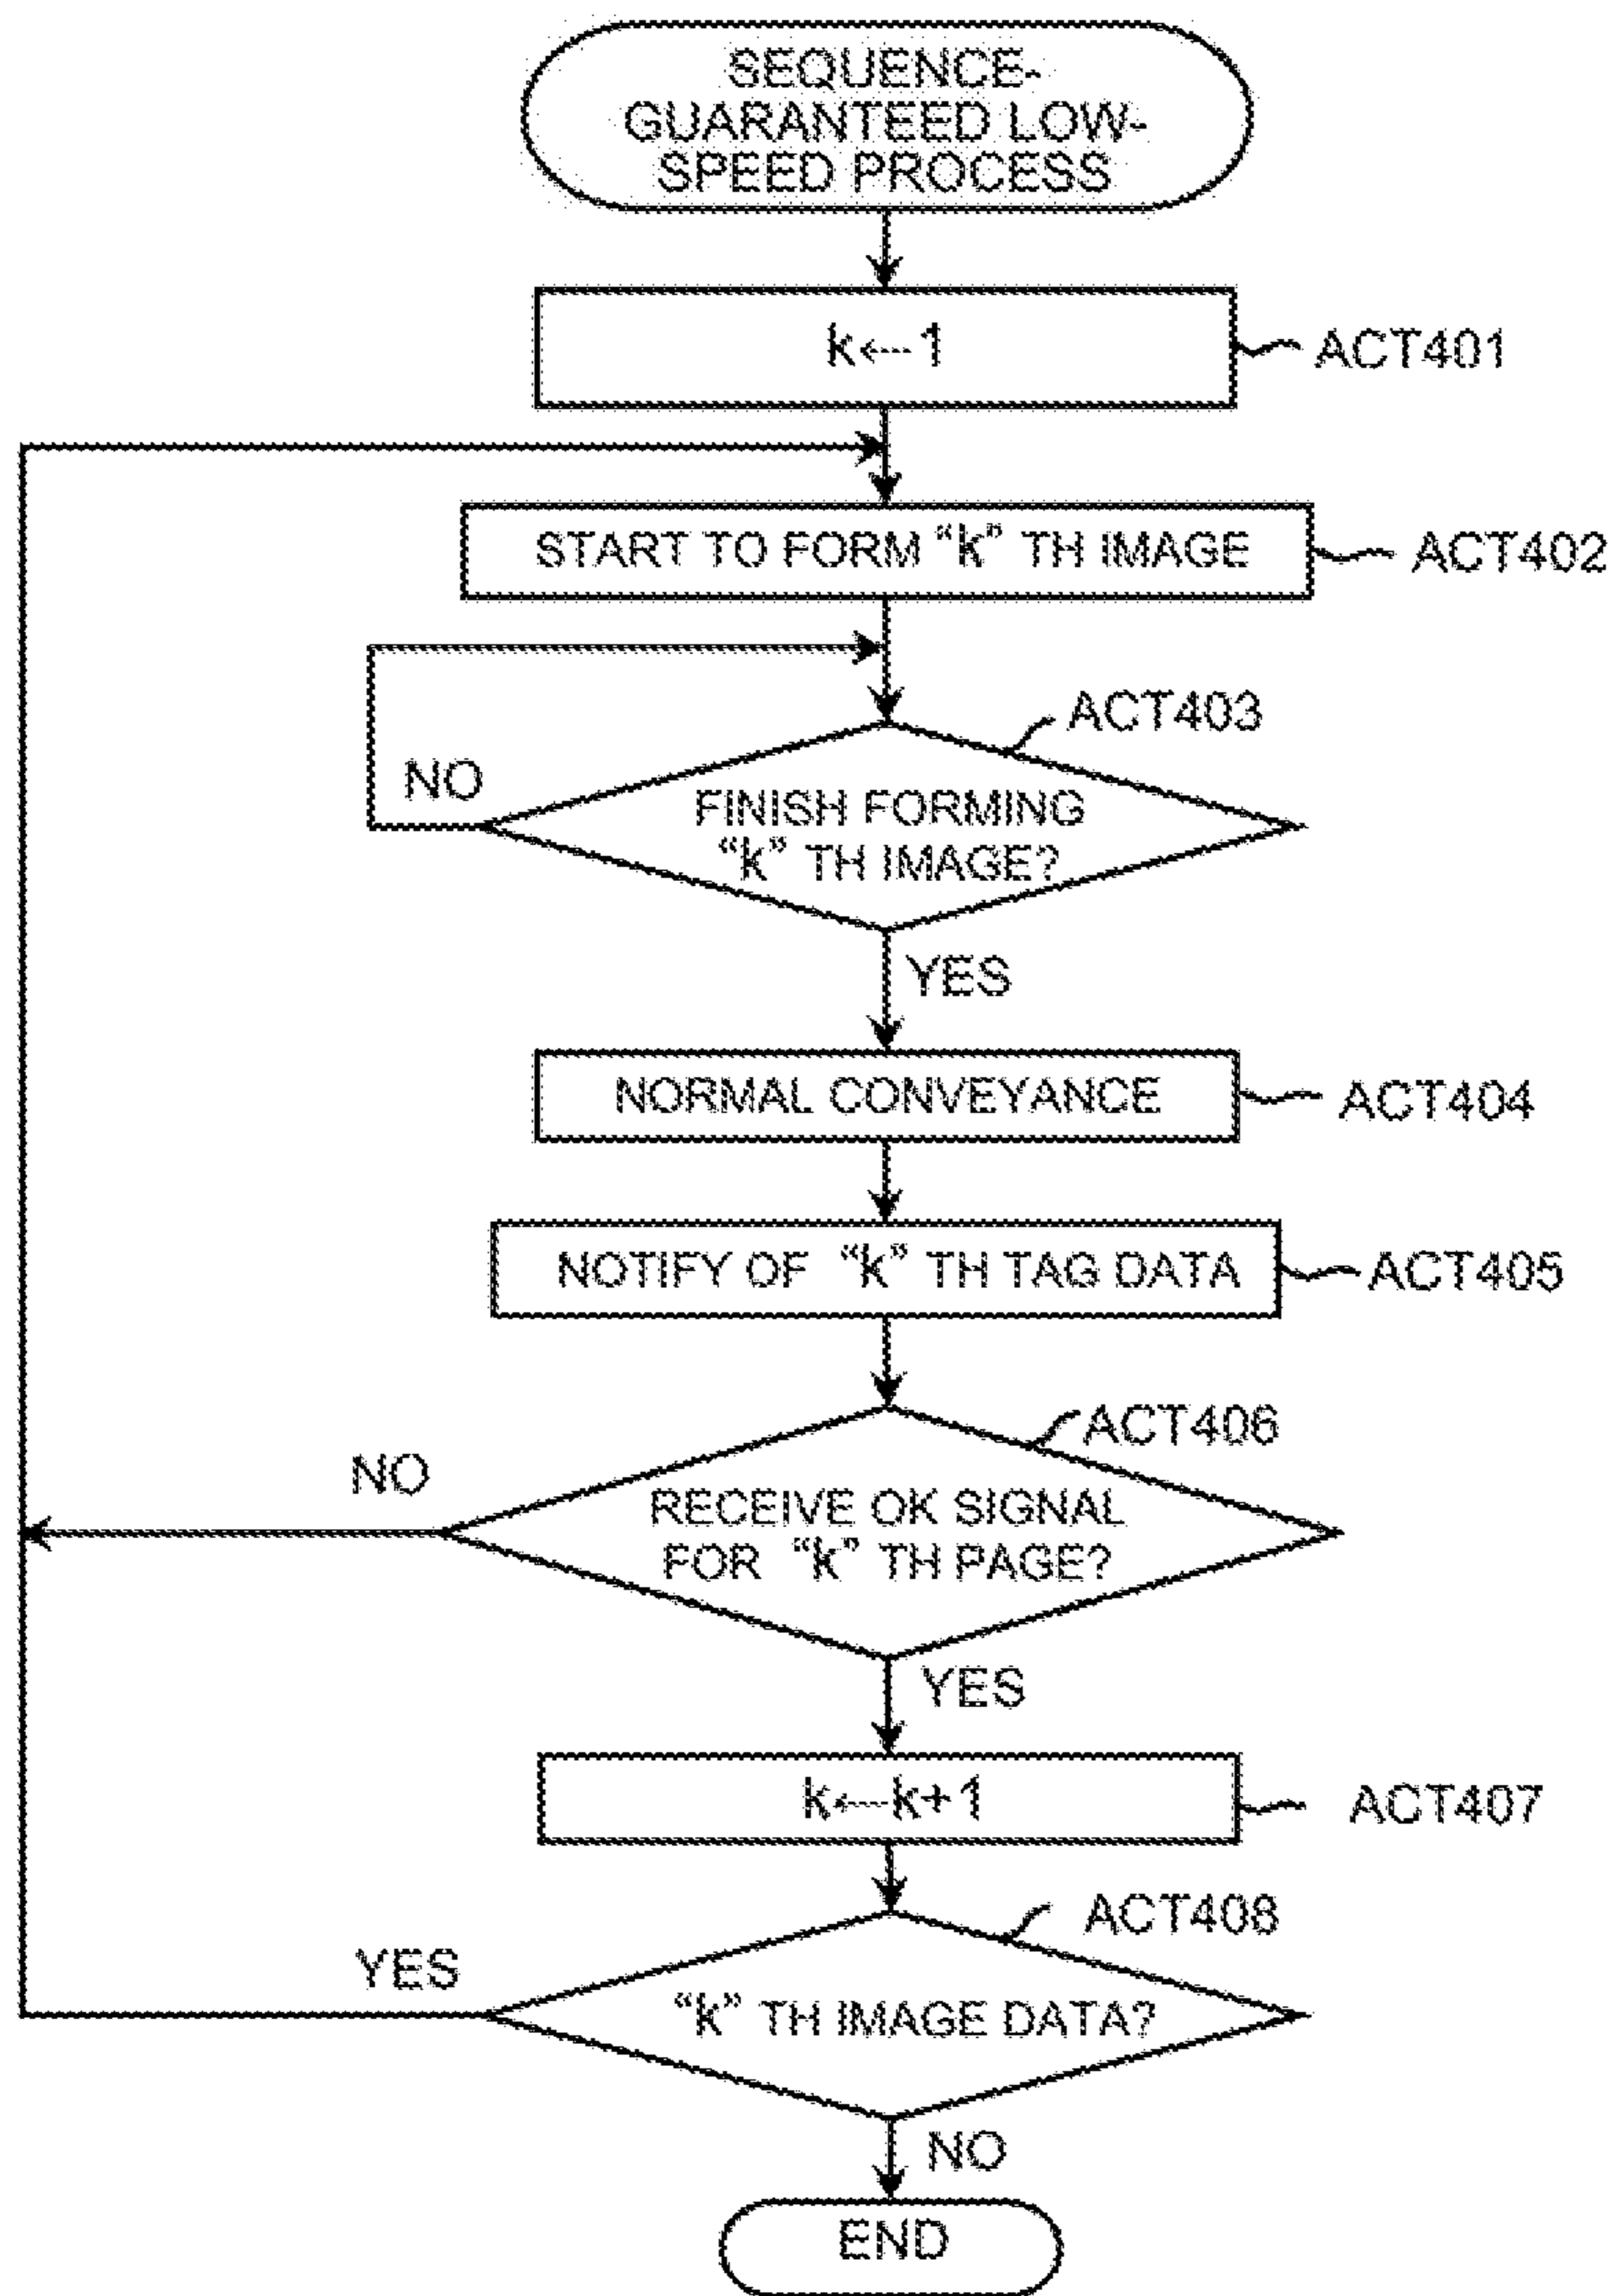 SEQUENCE-
GUARANTEED LOW-
SPEED PROCESS
k←1
ACT401
START TO FORM “k” TH IMAGE
ACT402
ACT403
NO
FINISH FORMING
“k” TH IMAGE?
YES
NORMAL CONVEYANCE
ACT404
NOTIFY OF “k” TH TAG DATA
ACT405
ACT406
NO
RECEIVE OK SIGNAL
FOR “k” TH PAGE?
YES
k←k+1
ACT407
ACT408
YES
“k” TH IMAGE DATA?
NO
END